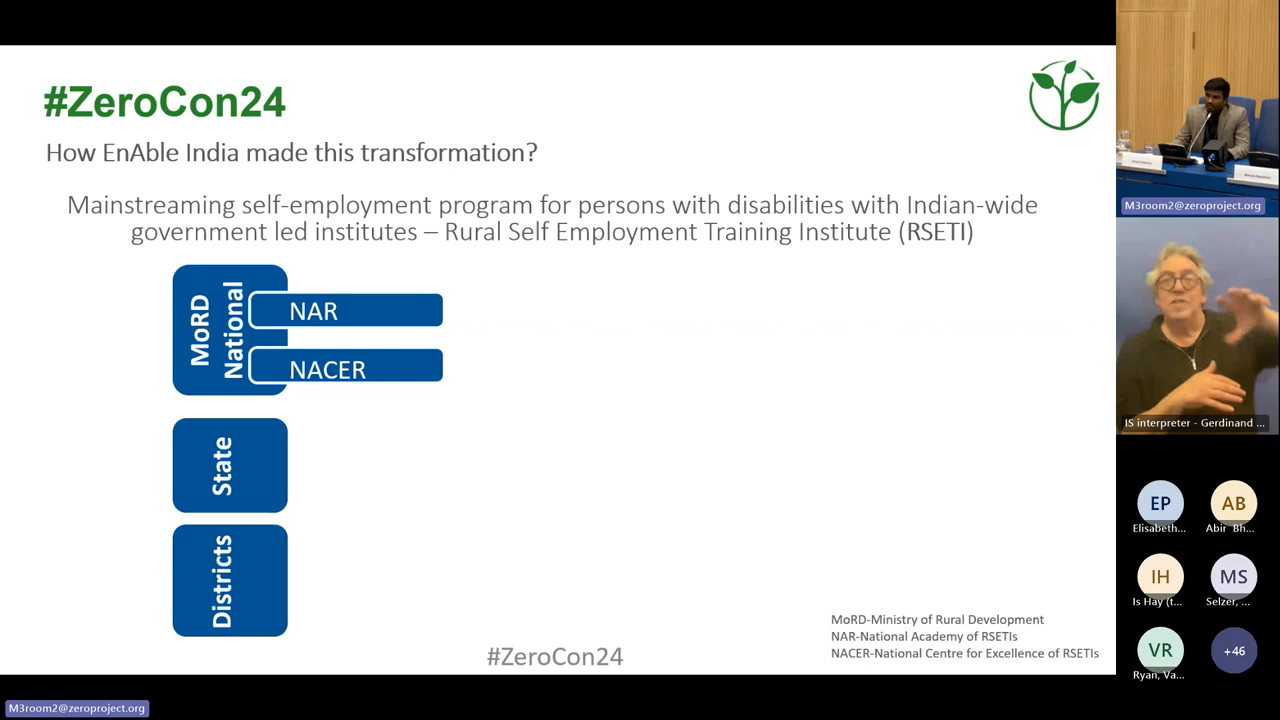 #ZeroCon24
How EnAble India made this transformation?
Mainstreaming self-employment program for persons with disabilities with Indian-wide
government led institutes – Rural Self Employment Training Institute (RSETI)
MoRD
National
NAR
NACER
State
Districts
MoRD-Ministry of Rural Development
NAR-National Academy of RSETIs
NACER-National Centre for Excellence of RSETIs
#ZeroCon24
M3room2@zeroproject.org
M3room2@zeroproject.org
IS interpreter - Gerdinand ...
EP
Elisabeth...
AB
Abir Bh...
IH
Is Hay (t...
MS
Selzer, ...
VR
Ryan, Va...
+46